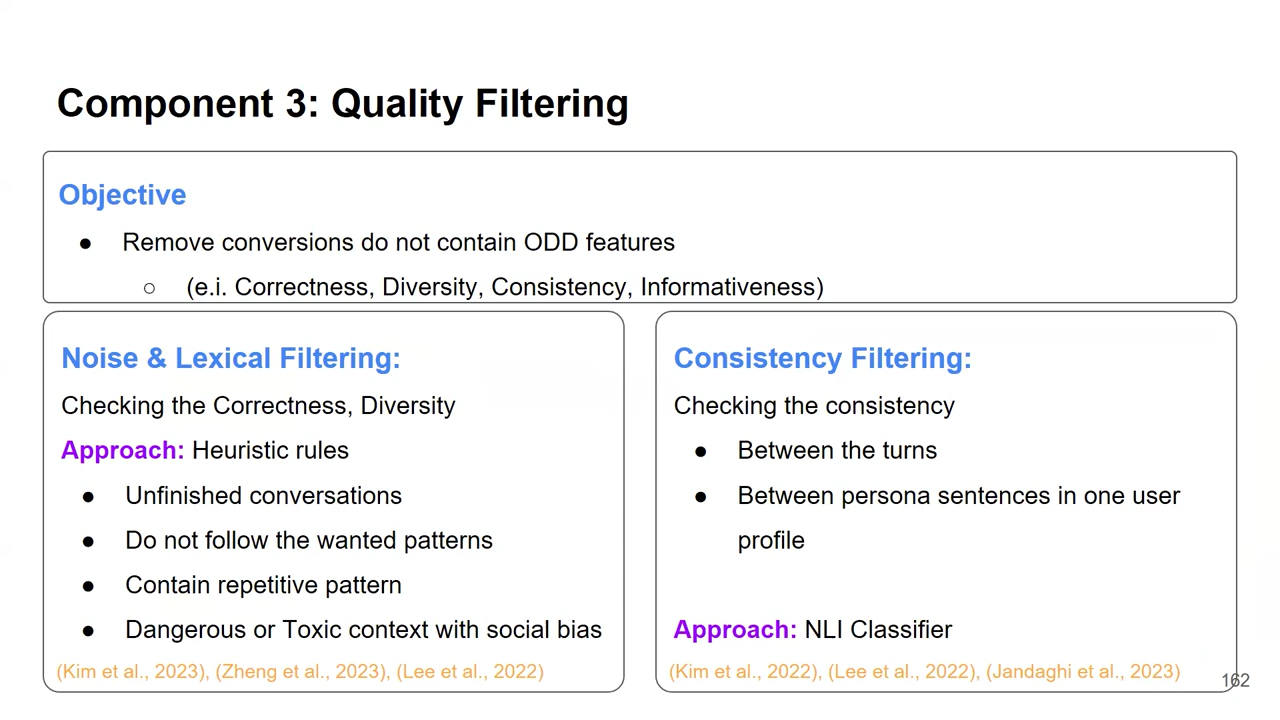 Component 3: Quality Filtering
Objective
● Remove conversions do not contain ODD features
○ (e.i. Correctness, Diversity, Consistency, Informativeness)
Noise & Lexical Filtering:
Checking the Correctness, Diversity
Approach: Heuristic rules
● Unfinished conversations
● Do not follow the wanted patterns
● Contain repetitive pattern
● Dangerous or Toxic context with social bias
(Kim et al., 2023), (Zheng et al., 2023), (Lee et al., 2022)
Consistency Filtering:
Checking the consistency
● Between the turns
● Between persona sentences in one user
profile
Approach: NLI Classifier
(Kim et al., 2022), (Lee et al., 2022), (Jandaghi et al., 2023)
162